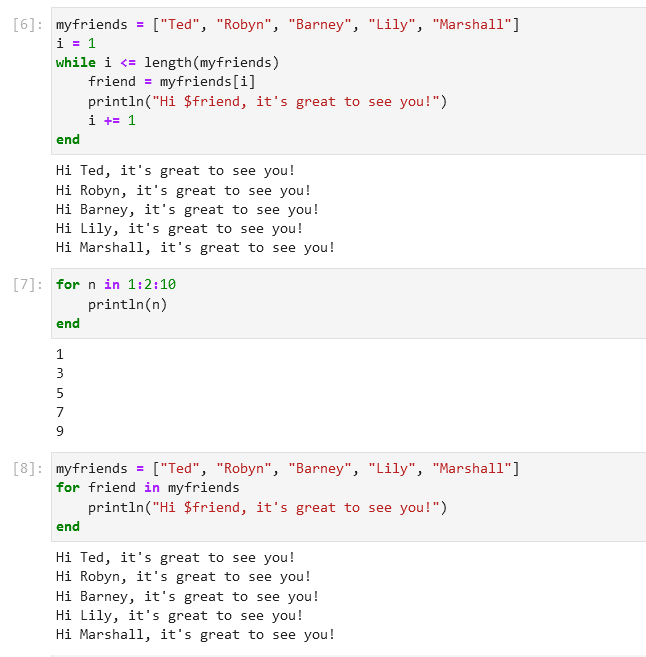 [6]: myfriends = ["Ted", "Robyn", "Barney", "Lily", "Marshall"]
i = 1
while i <= length(myfriends)
    friend = myfriends[i]
    println("Hi $friend, it's great to see you!")
    i += 1
end
Hi Ted, it's great to see you!
Hi Robyn, it's great to see you!
Hi Barney, it's great to see you!
Hi Lily, it's great to see you!
Hi Marshall, it's great to see you!
[7]: for n in 1:2:10
    println(n)
end
1
3
5
7
9
[8]: myfriends = ["Ted", "Robyn", "Barney", "Lily", "Marshall"]
for friend in myfriends
    println("Hi $friend, it's great to see you!")
end
Hi Ted, it's great to see you!
Hi Robyn, it's great to see you!
Hi Barney, it's great to see you!
Hi Lily, it's great to see you!
Hi Marshall, it's great to see you!